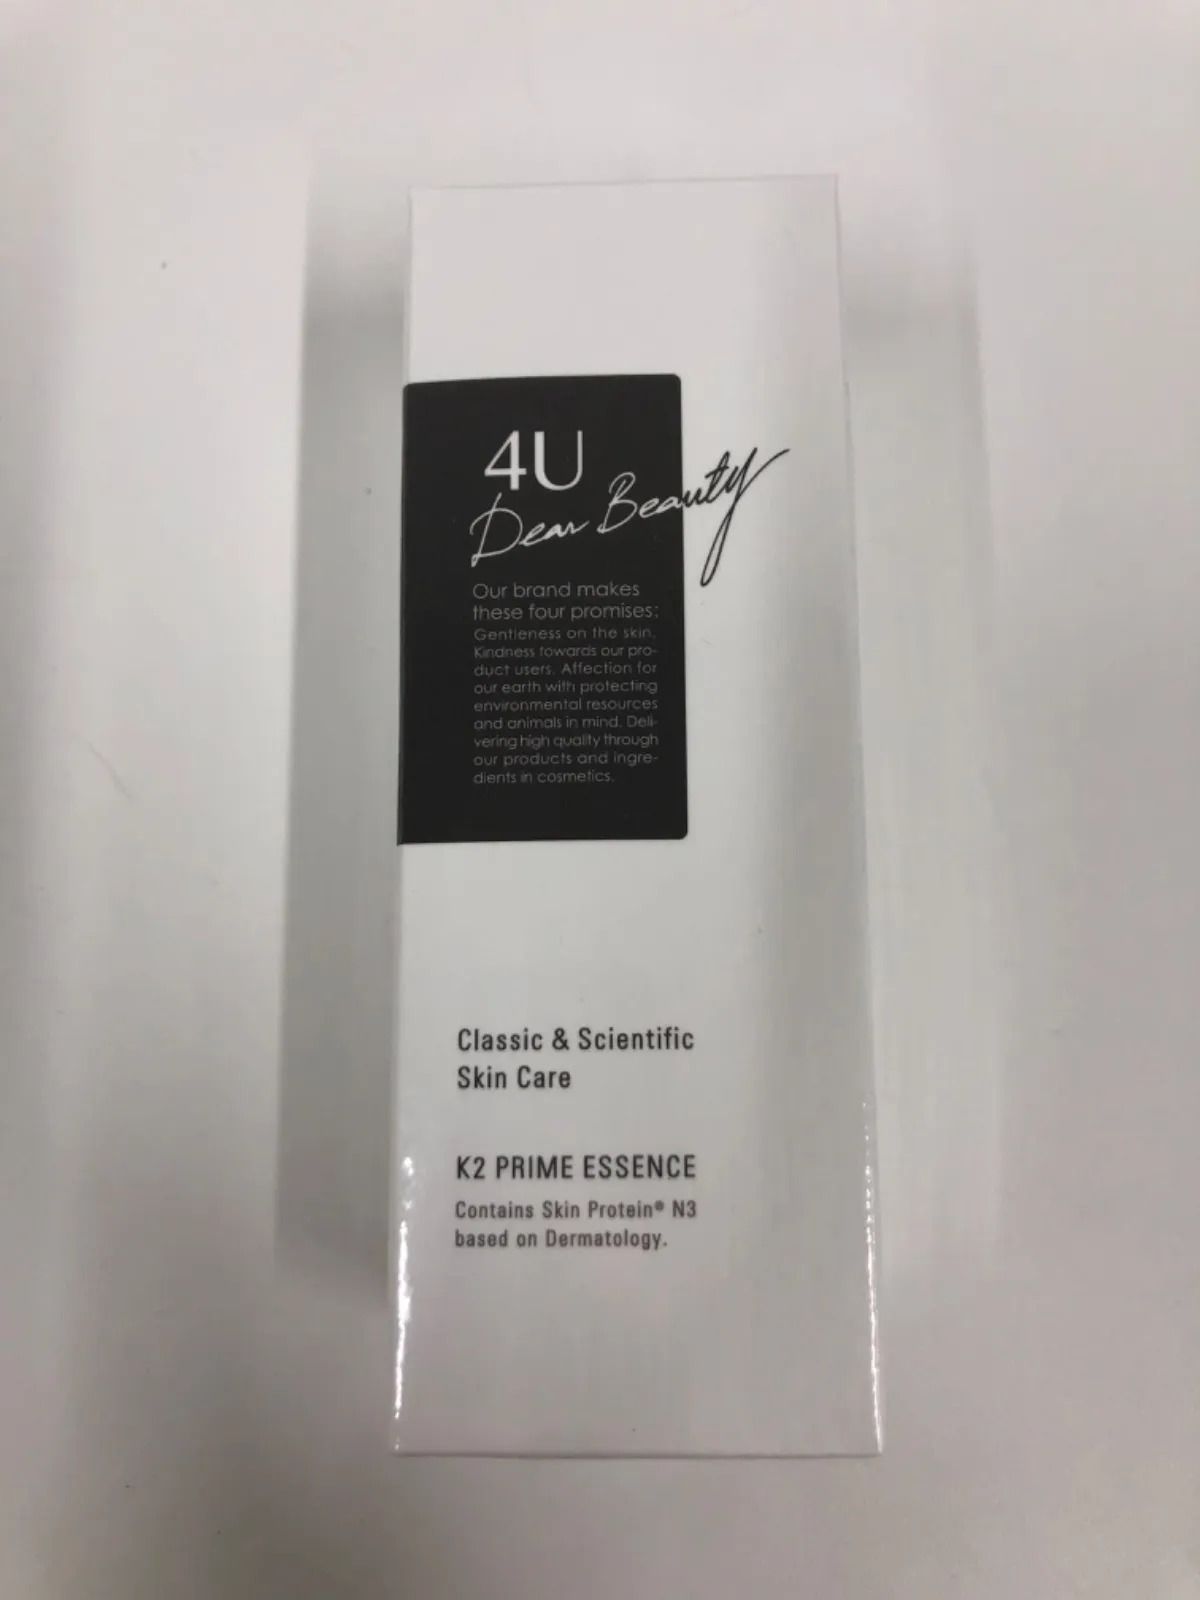 4U
Dear Beauty
Our brand makes
these four promises:
Gentleness on the skin.
Kindness towards our pro-
duct users. Affection for
our earth with protecting
environmental resources
and animals in mind. Deli-
vering high quality through
our products and ingre-
dients in cosmetics.
Classic & Scientific
Skin Care
K2 PRIME ESSENCE
Contains Skin Protein® N3
based on Dermatology.